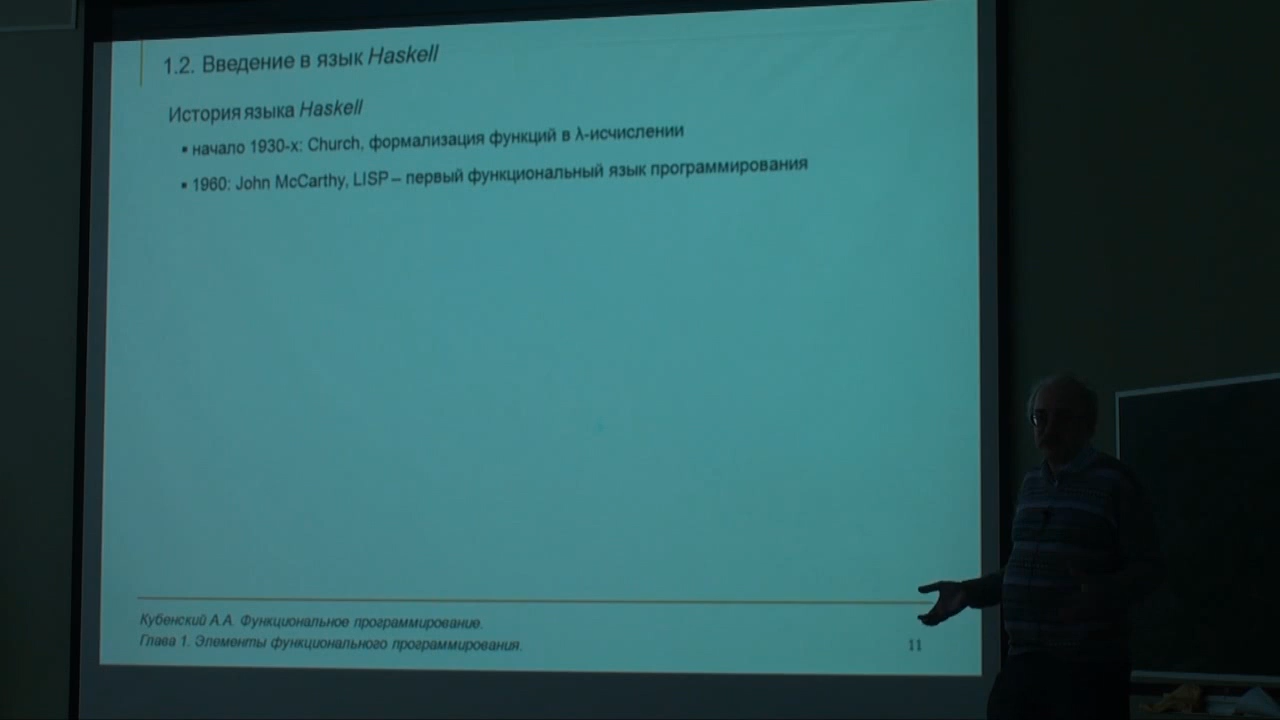 1.2. Введение в язык Haskell
История языка Haskell
▪ начало 1930-х: Church, формализация функций в λ-исчислении
▪ 1960: John McCarthy, LISP – первый функциональный язык программирования
Кубенский А.А. Функциональное программирование.
Глава 1. Элементы функционального программирования.
11